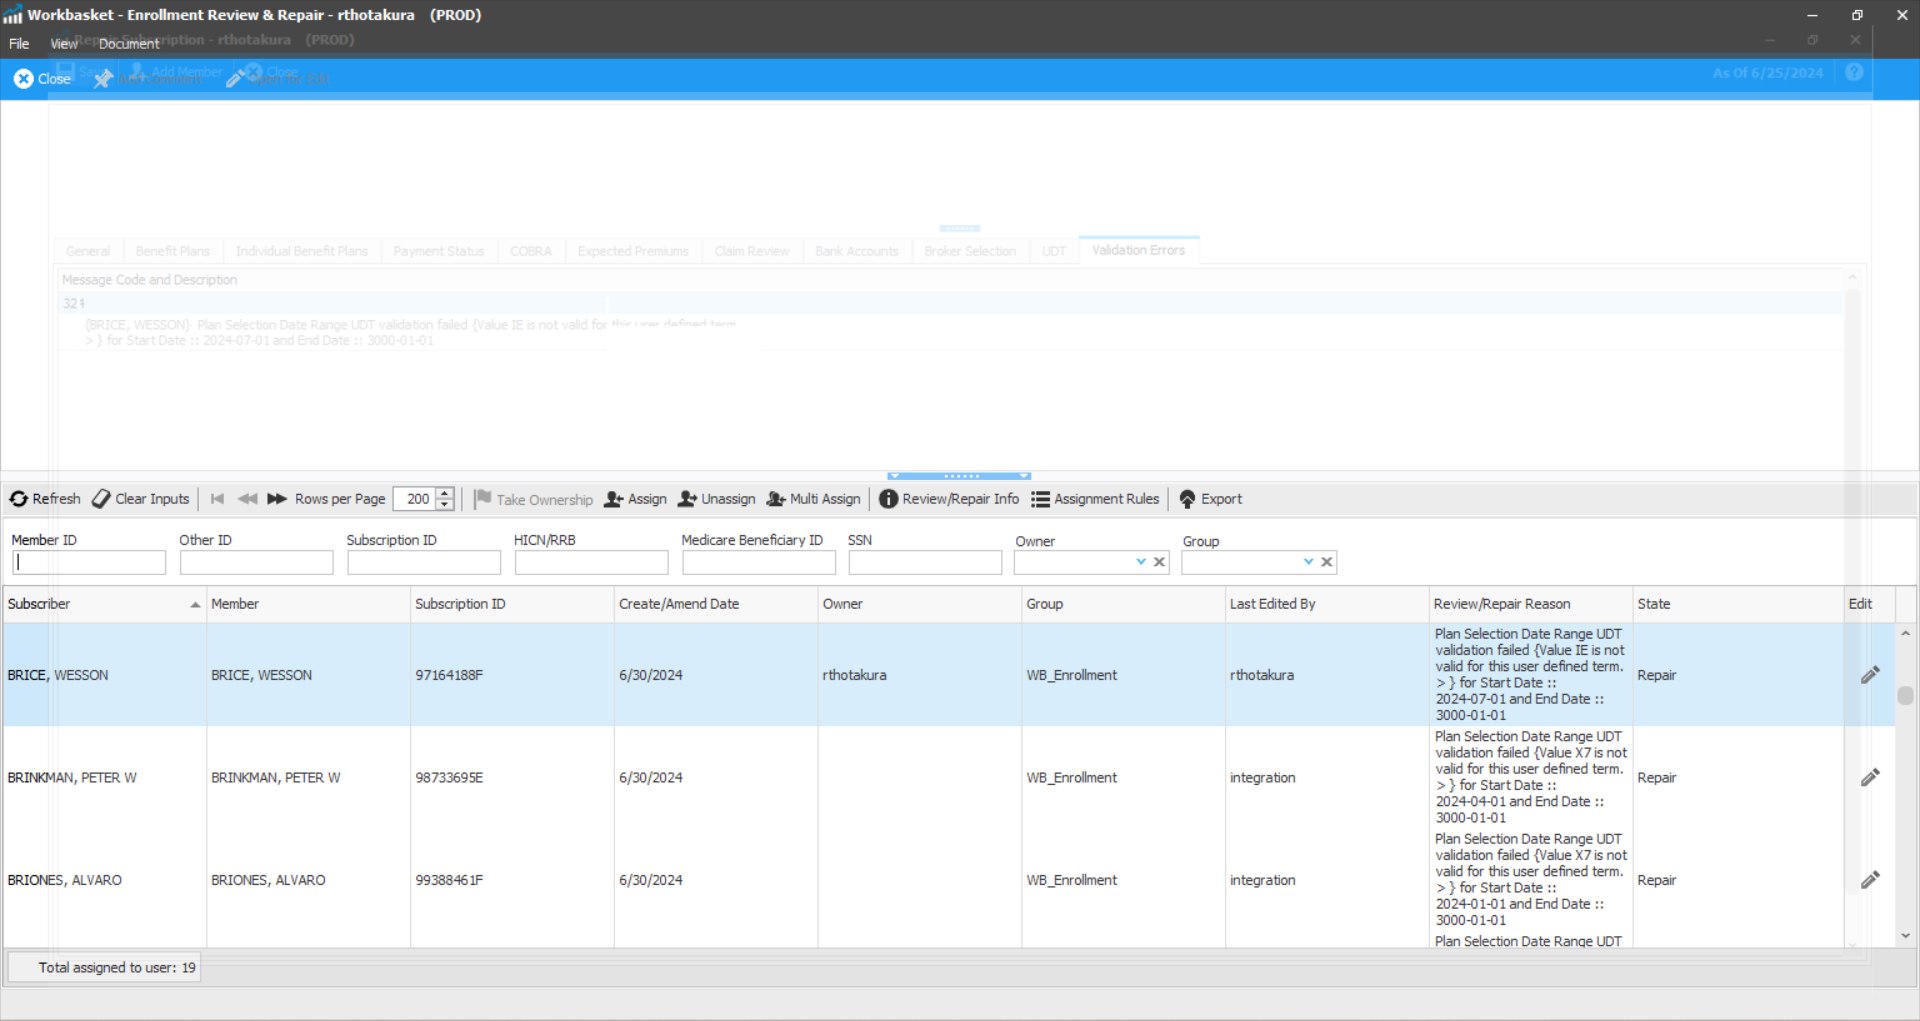 Workbasket - Enrollment Review & Repair - rthotakura (PROD)
Repair Subscription - rthotakura (PROD)
File View Document
Save Add Member Close
Close
As Of 6/25/2024
General Benefit Plans Individual Benefit Plans Payment Status COBRA Expected Premiums Claim Review Bank Accounts Broker Selection UDT Validation Errors
Message Code and Description
324
{BRICE, WESSON} Plan Selection Date Range UDT validation failed {Value IE is not valid for this user defined term
> } for Start Date :: 2024-07-01 and End Date :: 3000-01-01
Refresh Clear Inputs Rows per Page 200 Take Ownership Assign Unassign Multi Assign Review/Repair Info Assignment Rules Export
Member ID Other ID Subscription ID HICN/RRB Medicare Beneficiary ID SSN Owner Group
Subscriber Member Subscription ID Create/Amend Date Owner Group Last Edited By Review/Repair Reason State Edit
BRICE, WESSON BRICE, WESSON 97164188F 6/30/2024 rthotakura WB_Enrollment rthotakura
Plan Selection Date Range UDT
validation failed {Value IE is not
valid for this user defined term.
> } for Start Date ::
2024-07-01 and End Date ::
3000-01-01
Repair
BRINKMAN, PETER W BRINKMAN, PETER W 98733695E 6/30/2024 WB_Enrollment integration
Plan Selection Date Range UDT
validation failed {Value X7 is not
valid for this user defined term.
> } for Start Date ::
2024-04-01 and End Date ::
3000-01-01
Repair
BRIONES, ALVARO BRIONES, ALVARO 99388461F 6/30/2024 WB_Enrollment integration
Plan Selection Date Range UDT
validation failed {Value X7 is not
valid for this user defined term.
> } for Start Date ::
2024-01-01 and End Date ::
3000-01-01
Repair
Plan Selection Date Range UDT
Total assigned to user: 19